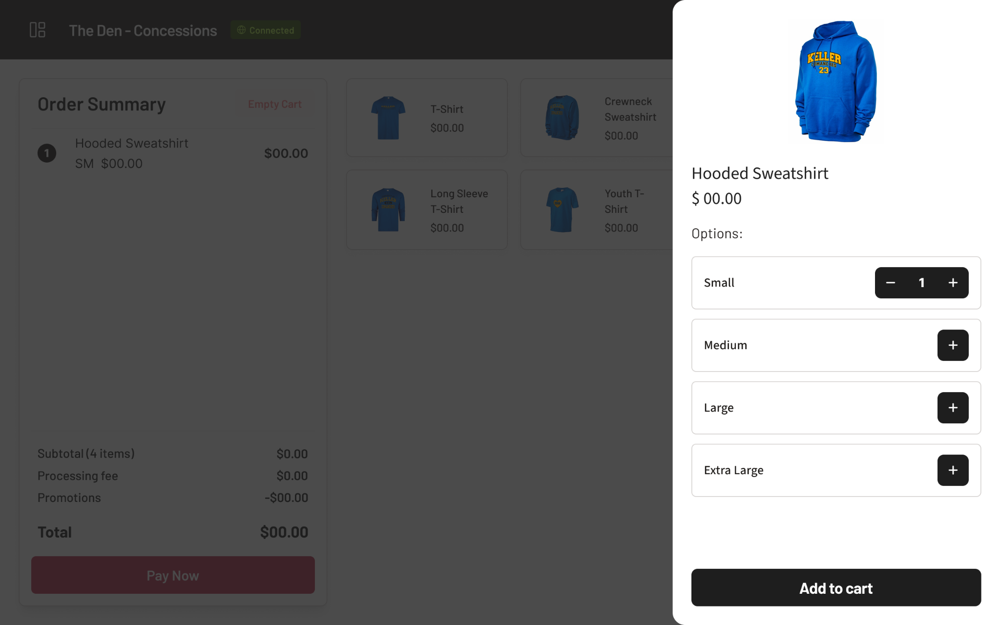 The Den - Concessions
Connected
Order Summary
Empty Cart
1
Hooded Sweatshirt
SM $00.00
$00.00
Subtotal (4 items)
$0.00
Processing fee
$0.00
Promotions
-$00.00
Total
$00.00
Pay Now
T-Shirt
$00.00
Crewneck
Sweatshirt
$00.00
KELLER
Long Sleeve
T-Shirt
$00.00
Youth T-
Shirt
$00.00
KELLER
COMANCHES
23
Hooded Sweatshirt
$ 00.00
Options:
Small
1
Medium
Large
Extra Large
Add to cart